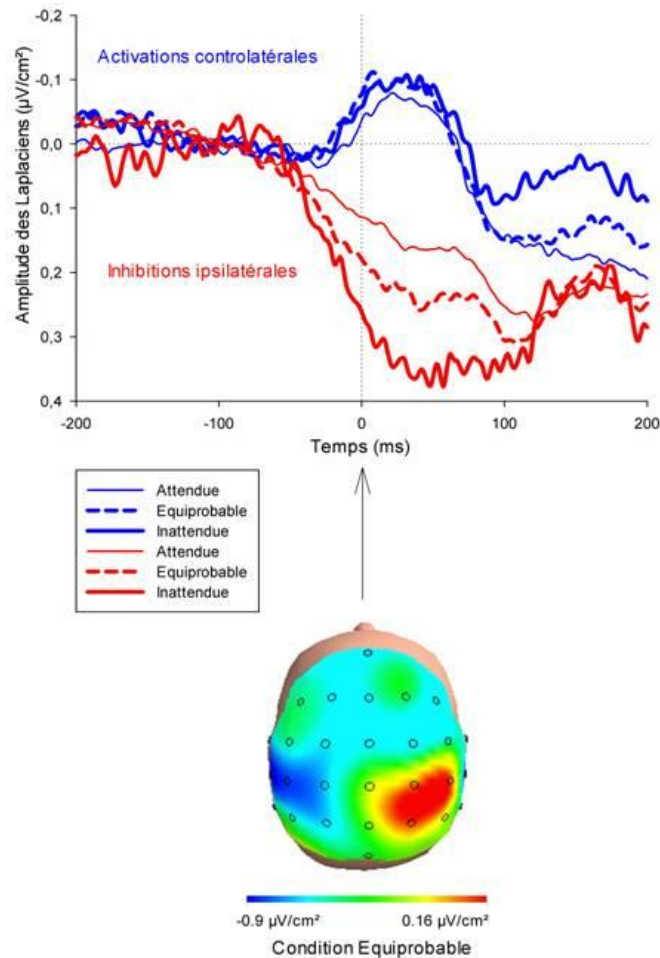 Amplitude des Laplaciens (µV/cm²)
-0,1
-0,2
0,0
0,1
0,2
0,3
0,4
Activations controlatérales
Inhibitions ipsilatérales
-200
-100
0
100
200
Temps (ms)
Attendue
Equiprobable
Inattendue
Attendue
Equiprobable
Inattendue
-0.9 µV/cm²
0.16 µV/cm²
Condition Equiprobable